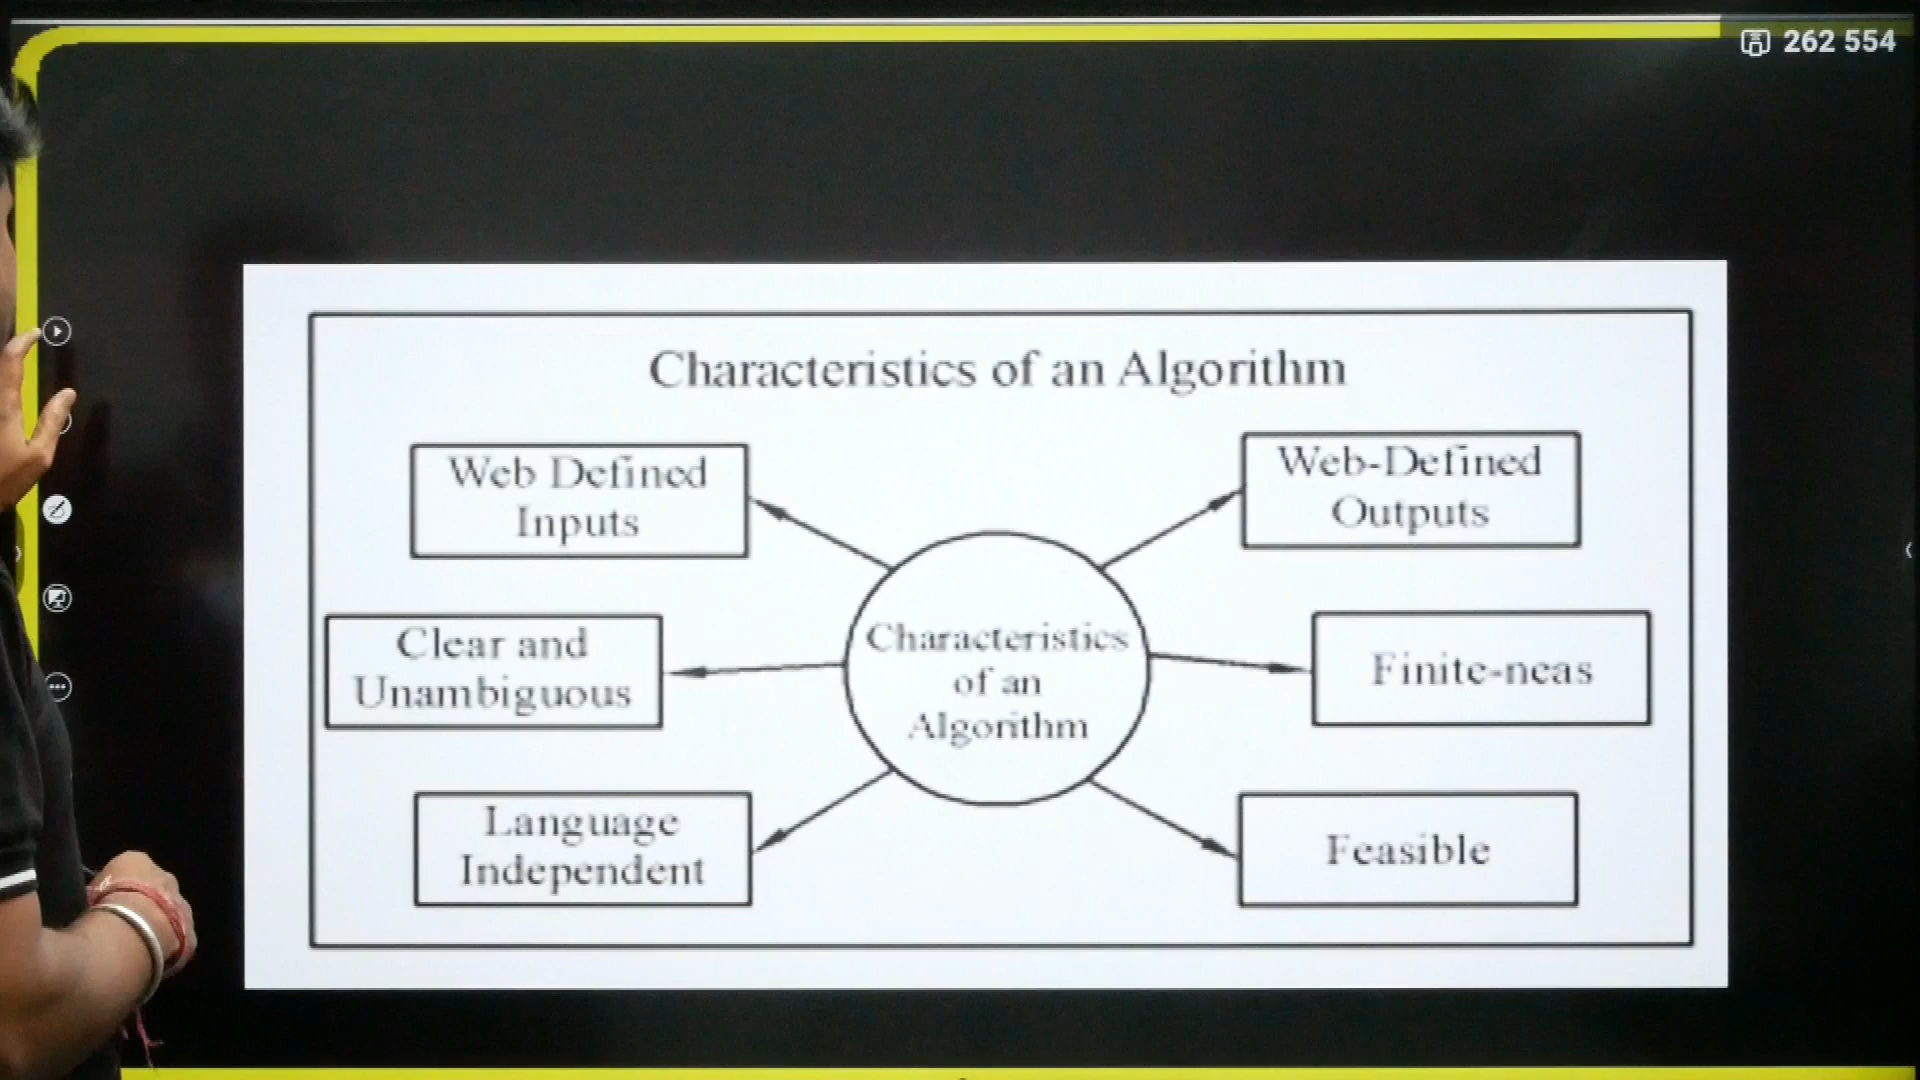 262 554
Characteristics of an Algorithm
Web Defined
Inputs
Web-Defined
Outputs
Clear and
Unambiguous
Characteristics
of an
Algorithm
Finite-neas
Language
Independent
Feasible